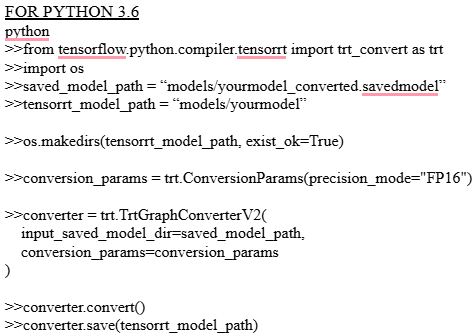 FOR PYTHON 3.6
python
>>from tensorflow.python.compiler.tensorrt import trt_convert as trt
>>import os
>>saved_model_path = “models/yourmodel_converted.savedmodel”
>>tensorrt_model_path = “models/yourmodel”
>>os.makedirs(tensorrt_model_path, exist_ok=True)
>>conversion_params = trt.ConversionParams(precision_mode="FP16")
>>converter = trt.TrtGraphConverterV2(
input_saved_model_dir=saved_model_path,
conversion_params=conversion_params
)
>>converter.convert()
>>converter.save(tensorrt_model_path)